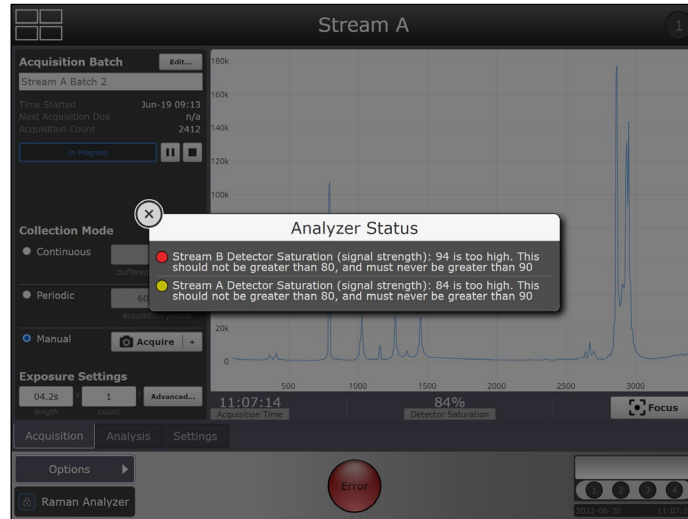 Stream A
1
Acquisition Batch
Edit...
Stream A Batch 2
Time Started Jun-19 09:13
Next Acquisition Due n/a
Acquisition Count 2412
In Progress
Collection Mode
Continuous
Periodic
60
acquisition period
Manual
Acquire
+
Exposure Settings
04.2s x 1
Advanced...
length count
180k
160k
140k
120k
100k
20k
0
500 1000 1500 2000 2500 3000
Analyzer Status
Stream B Detector Saturation (signal strength): 94 is too high. This
should not be greater than 80, and must never be greater than 90
Stream A Detector Saturation (signal strength): 84 is too high. This
should not be greater than 80, and must never be greater than 90
11:07:14
Acquisition Time
84%
Detector Saturation
Focus
Acquisition Analysis Settings
Options
Raman Analyzer
Error
1 2 3 4
2022-06-20